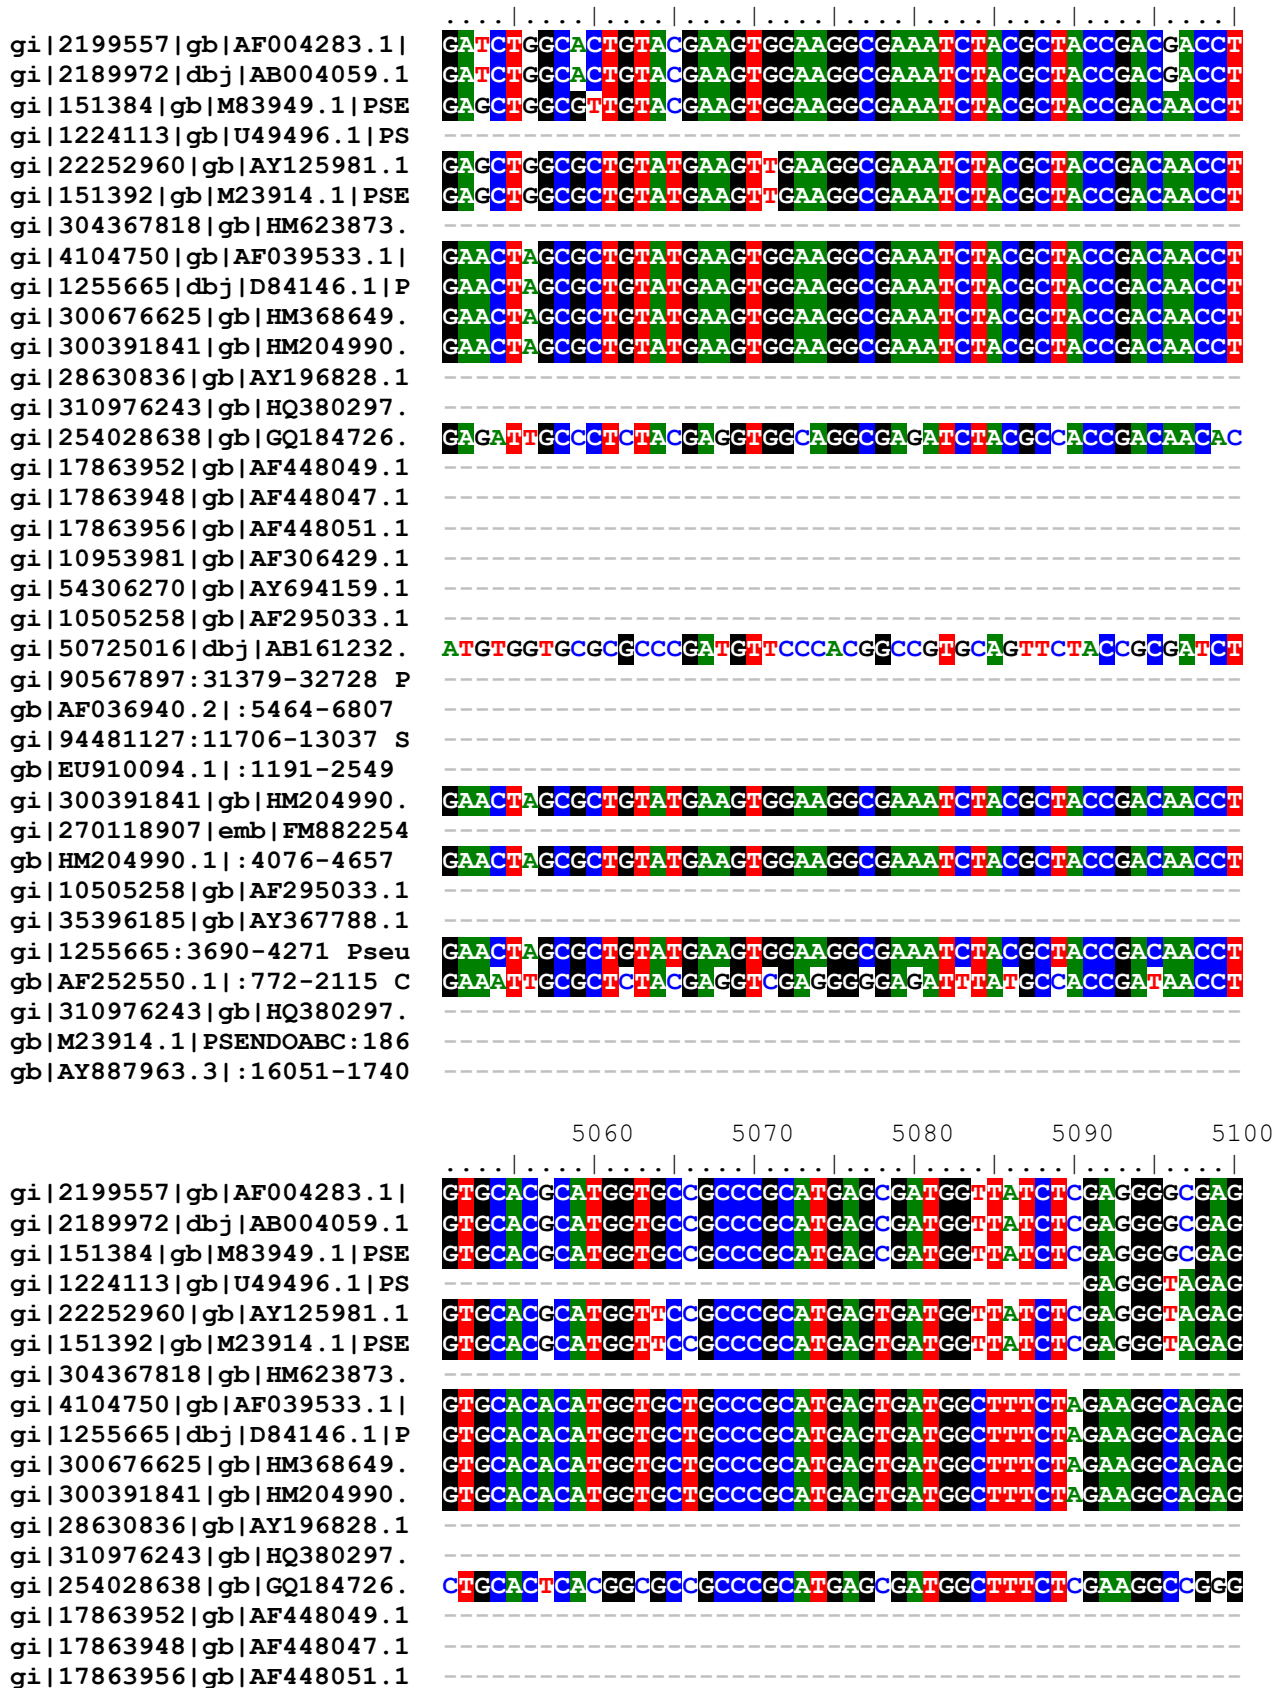 ....|....|....|....|....|....|....|....|....|....|
gi|2199557|gb|AF004283.1| GATCTGGCACTGTACGAAGTGGAAGGCGAAATCTACGCTACCGACGACCT
gi|2189972|dbj|AB004059.1 GATCTGGCACTGTACGAAGTGGAAGGCGAAATCTACGCTACCGACGACCT
gi|151384|gb|M83949.1|PSE GAGCTGGCGTTGTACGAAGTGGAAGGCGAAATCTACGCTACCGACAACCT
gi|1224113|gb|U49496.1|PS --------------------------------------------------
gi|22252960|gb|AY125981.1 GAGCTGGCGCTGTATGAAGTTGAAGGCGAAATCTACGCTACCGACAACCT
gi|151392|gb|M23914.1|PSE GAGCTGGCGCTGTATGAAGTTGAAGGCGAAATCTACGCTACCGACAACCT
gi|304367818|gb|HM623873. --------------------------------------------------
gi|4104750|gb|AF039533.1| GAACTAGCGCTGTATGAAGTGGAAGGCGAAATCTACGCTACCGACAACCT
gi|1255665|dbj|D84146.1|P GAACTAGCGCTGTATGAAGTGGAAGGCGAAATCTACGCTACCGACAACCT
gi|300676625|gb|HM368649. GAACTAGCGCTGTATGAAGTGGAAGGCGAAATCTACGCTACCGACAACCT
gi|300391841|gb|HM204990. GAACTAGCGCTGTATGAAGTGGAAGGCGAAATCTACGCTACCGACAACCT
gi|28630836|gb|AY196828.1 --------------------------------------------------
gi|310976243|gb|HQ380297. --------------------------------------------------
gi|254028638|gb|GQ184726. GAGATTGCCCTCTACGAGGTGGCAGGCGAGATCTACGCCACCGACAACAC
gi|17863952|gb|AF448049.1 --------------------------------------------------
gi|17863948|gb|AF448047.1 --------------------------------------------------
gi|17863956|gb|AF448051.1 --------------------------------------------------
gi|10953981|gb|AF306429.1 --------------------------------------------------
gi|54306270|gb|AY694159.1 --------------------------------------------------
gi|10505258|gb|AF295033.1 --------------------------------------------------
gi|50725016|dbj|AB161232. ATGTGGTGCGCGCCCGATGTTCCCACGGCCGTGCAGTTCTACCGCGATCT
gi|90567897:31379-32728 P --------------------------------------------------
gb|AF036940.2|:5464-6807 --------------------------------------------------
gi|94481127:11706-13037 S --------------------------------------------------
gb|EU910094.1|:1191-2549 --------------------------------------------------
gi|300391841|gb|HM204990. GAACTAGCGCTGTATGAAGTGGAAGGCGAAATCTACGCTACCGACAACCT
gi|270118907|emb|FM882254 --------------------------------------------------
gb|HM204990.1|:4076-4657 GAACTAGCGCTGTATGAAGTGGAAGGCGAAATCTACGCTACCGACAACCT
gi|10505258|gb|AF295033.1 --------------------------------------------------
gi|35396185|gb|AY367788.1 --------------------------------------------------
gi|1255665:3690-4271 Pseu GAACTAGCGCTGTATGAAGTGGAAGGCGAAATCTACGCTACCGACAACCT
gb|AF252550.1|:772-2115 C GAAATTGCGCTCTACGAGGTCGAGGGGGAGATTTATGCCACCGATAACCT
gi|310976243|gb|HQ380297. --------------------------------------------------
gb|M23914.1|PSENDOABC:186 --------------------------------------------------
gb|AY887963.3|:16051-1740 --------------------------------------------------
5060 5070 5080 5090 5100
....|....|....|....|....|....|....|....|....|....|
gi|2199557|gb|AF004283.1| GTGCACGCATGGTGCCGCCCGCATGAGCGATGGTTATCTCGAGGGGCGAG
gi|2189972|dbj|AB004059.1 GTGCACGCATGGTGCCGCCCGCATGAGCGATGGTTATCTCGAGGGGCGAG
gi|151384|gb|M83949.1|PSE GTGCACGCATGGTGCCGCCCGCATGAGCGATGGTTATCTCGAGGGGCGAG
gi|1224113|gb|U49496.1|PS ----------------------------------------GAGGGTAGAG
gi|22252960|gb|AY125981.1 GTGCACGCATGGTTCCGCCCGCATGAGTGATGGTTATCTCGAGGGTAGAG
gi|151392|gb|M23914.1|PSE GTGCACGCATGGTTCCGCCCGCATGAGTGATGGTTATCTCGAGGGTAGAG
gi|304367818|gb|HM623873. --------------------------------------------------
gi|4104750|gb|AF039533.1| GTGCACACATGGTGCTGCCCGCATGAGTGATGGCTTTCTAGAAGGCAGAG
gi|1255665|dbj|D84146.1|P GTGCACACATGGTGCTGCCCGCATGAGTGATGGCTTTCTAGAAGGCAGAG
gi|300676625|gb|HM368649. GTGCACACATGGTGCTGCCCGCATGAGTGATGGCTTTCTAGAAGGCAGAG
gi|300391841|gb|HM204990. GTGCACACATGGTGCTGCCCGCATGAGTGATGGCTTTCTAGAAGGCAGAG
gi|28630836|gb|AY196828.1 --------------------------------------------------
gi|310976243|gb|HQ380297. --------------------------------------------------
gi|254028638|gb|GQ184726. CTGCACTCACGGCGCCGCCCGCATGAGCGATGGCTTTCTCGAAGGCCGGG
gi|17863952|gb|AF448049.1 --------------------------------------------------
gi|17863948|gb|AF448047.1 --------------------------------------------------
gi|17863956|gb|AF448051.1 --------------------------------------------------